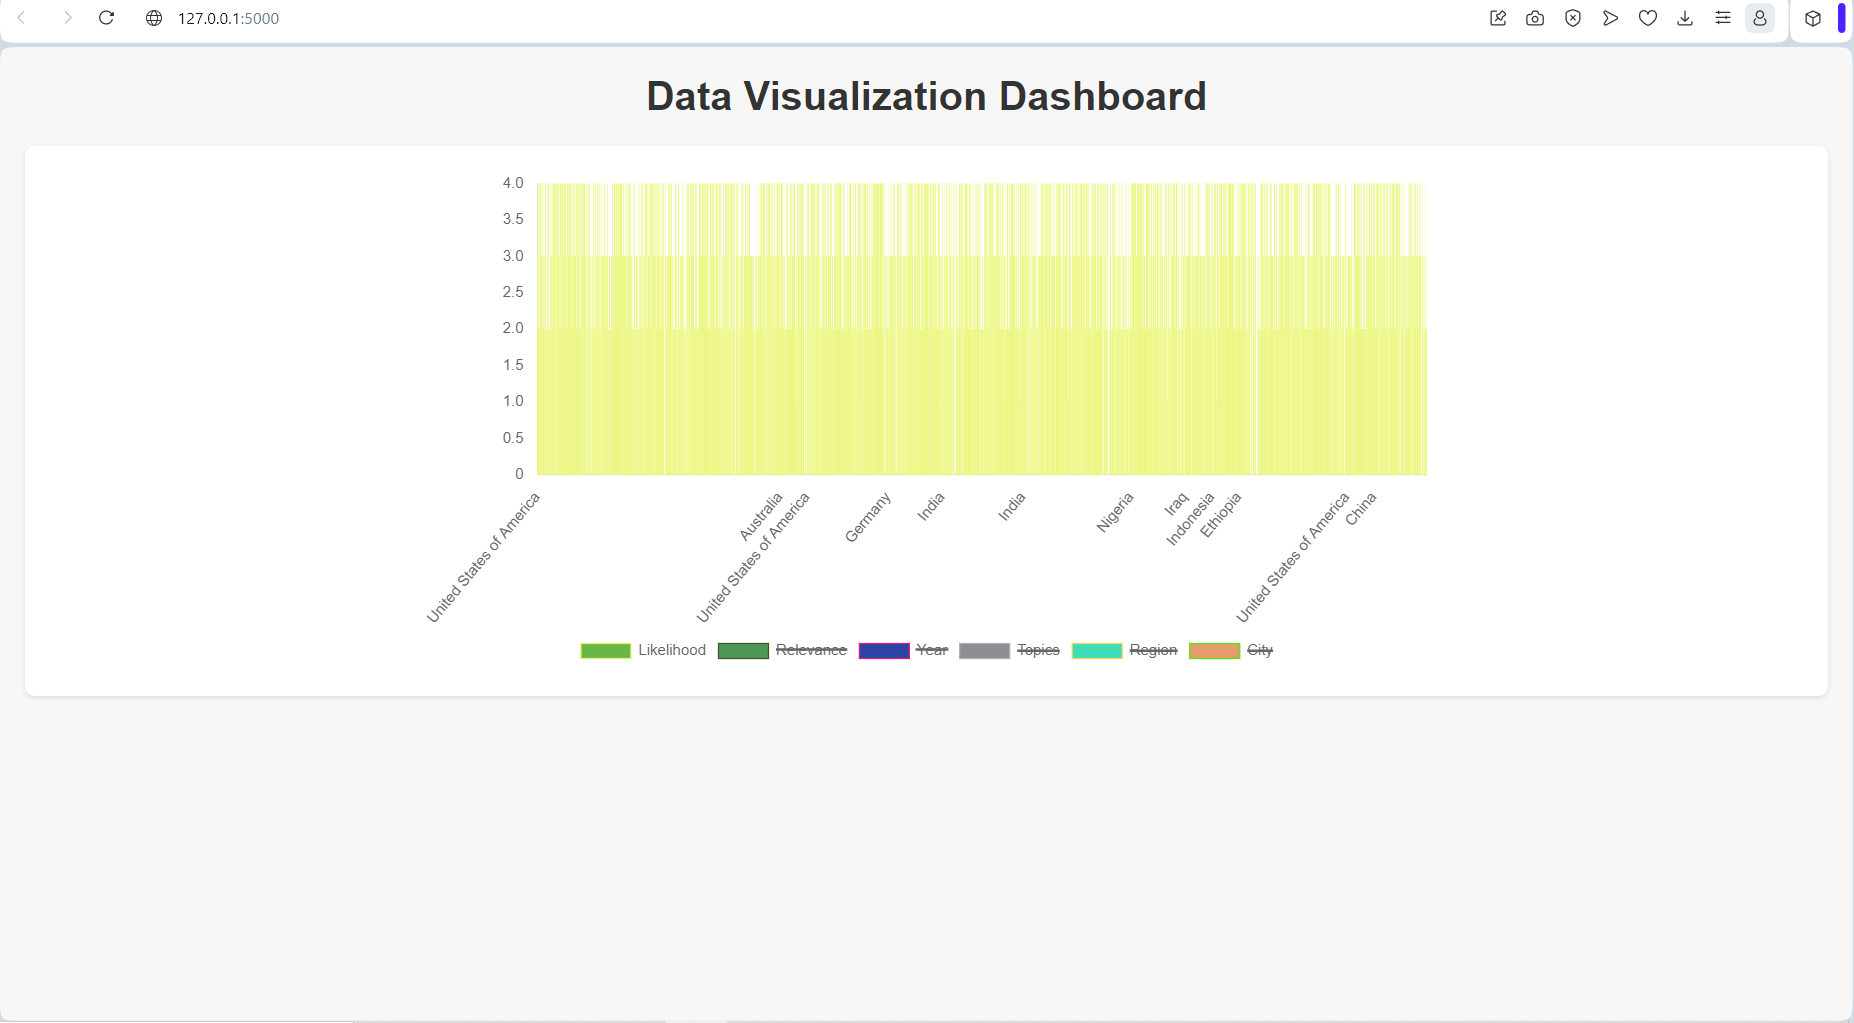 127.0.0.1:5000
Data Visualization Dashboard
4.0
3.5
3.0
2.5
2.0
1.5
1.0
0.5
0
United States of America
Australia
United States of America
Germany
India
India
Nigeria
Iraq
Indonesia
Ethiopia
United States of America
China
Likelihood Relevance Year Topics Region City